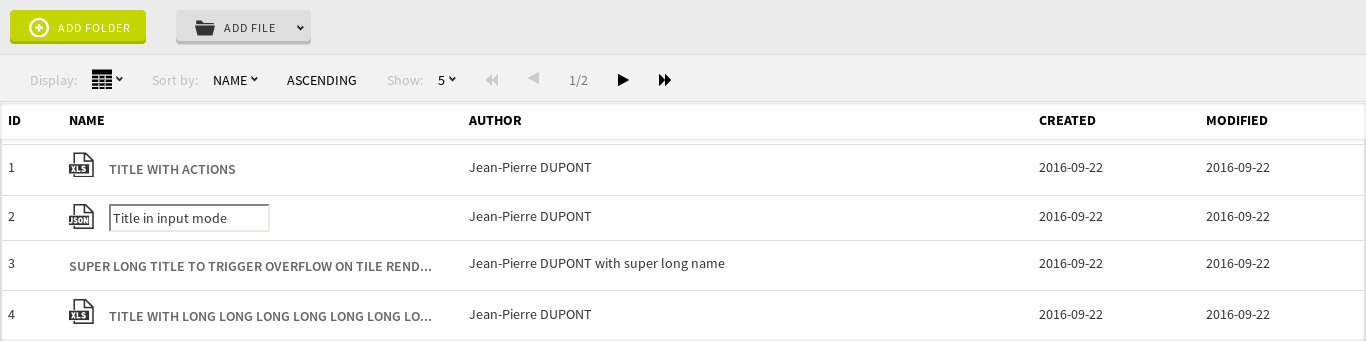 ADD FOLDER ADD FILE
Display: Sort by: NAME ASCENDING Show: 5 1/2
ID NAME AUTHOR CREATED MODIFIED
1 XLS TITLE WITH ACTIONS Jean-Pierre DUPONT 2016-09-22 2016-09-22
2 JSON Title in input mode Jean-Pierre DUPONT 2016-09-22 2016-09-22
3 SUPER LONG TITLE TO TRIGGER OVERFLOW ON TILE REND... Jean-Pierre DUPONT with super long name 2016-09-22 2016-09-22
4 XLS TITLE WITH LONG LONG LONG LONG LONG LONG LO... Jean-Pierre DUPONT 2016-09-22 2016-09-22